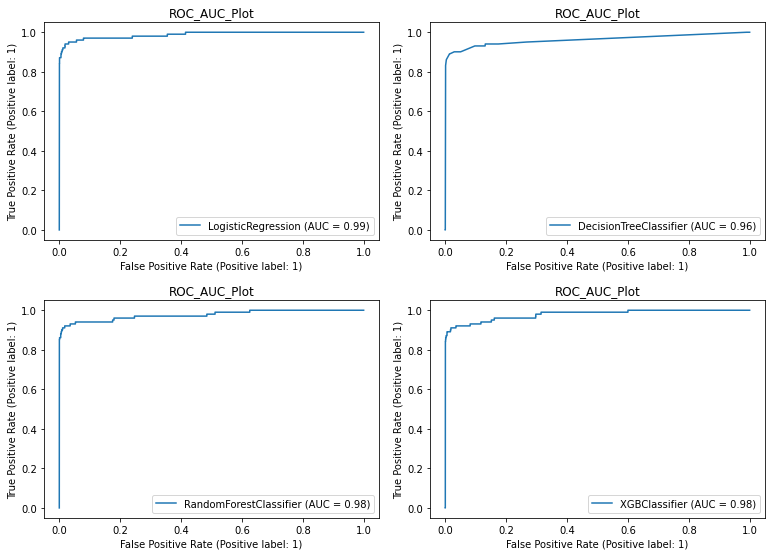 ROC_AUC_Plot
True Positive Rate (Positive label: 1)
1.0
0.8
0.6
0.4
0.2
0.0
LogisticRegression (AUC = 0.99)
0.0 0.2 0.4 0.6 0.8 1.0
False Positive Rate (Positive label: 1)
ROC_AUC_Plot
True Positive Rate (Positive label: 1)
1.0
0.8
0.6
0.4
0.2
0.0
DecisionTreeClassifier (AUC = 0.96)
0.0 0.2 0.4 0.6 0.8 1.0
False Positive Rate (Positive label: 1)
ROC_AUC_Plot
True Positive Rate (Positive label: 1)
1.0
0.8
0.6
0.4
0.2
0.0
RandomForestClassifier (AUC = 0.98)
0.0 0.2 0.4 0.6 0.8 1.0
False Positive Rate (Positive label: 1)
ROC_AUC_Plot
True Positive Rate (Positive label: 1)
1.0
0.8
0.6
0.4
0.2
0.0
XGBClassifier (AUC = 0.98)
0.0 0.2 0.4 0.6 0.8 1.0
False Positive Rate (Positive label: 1)